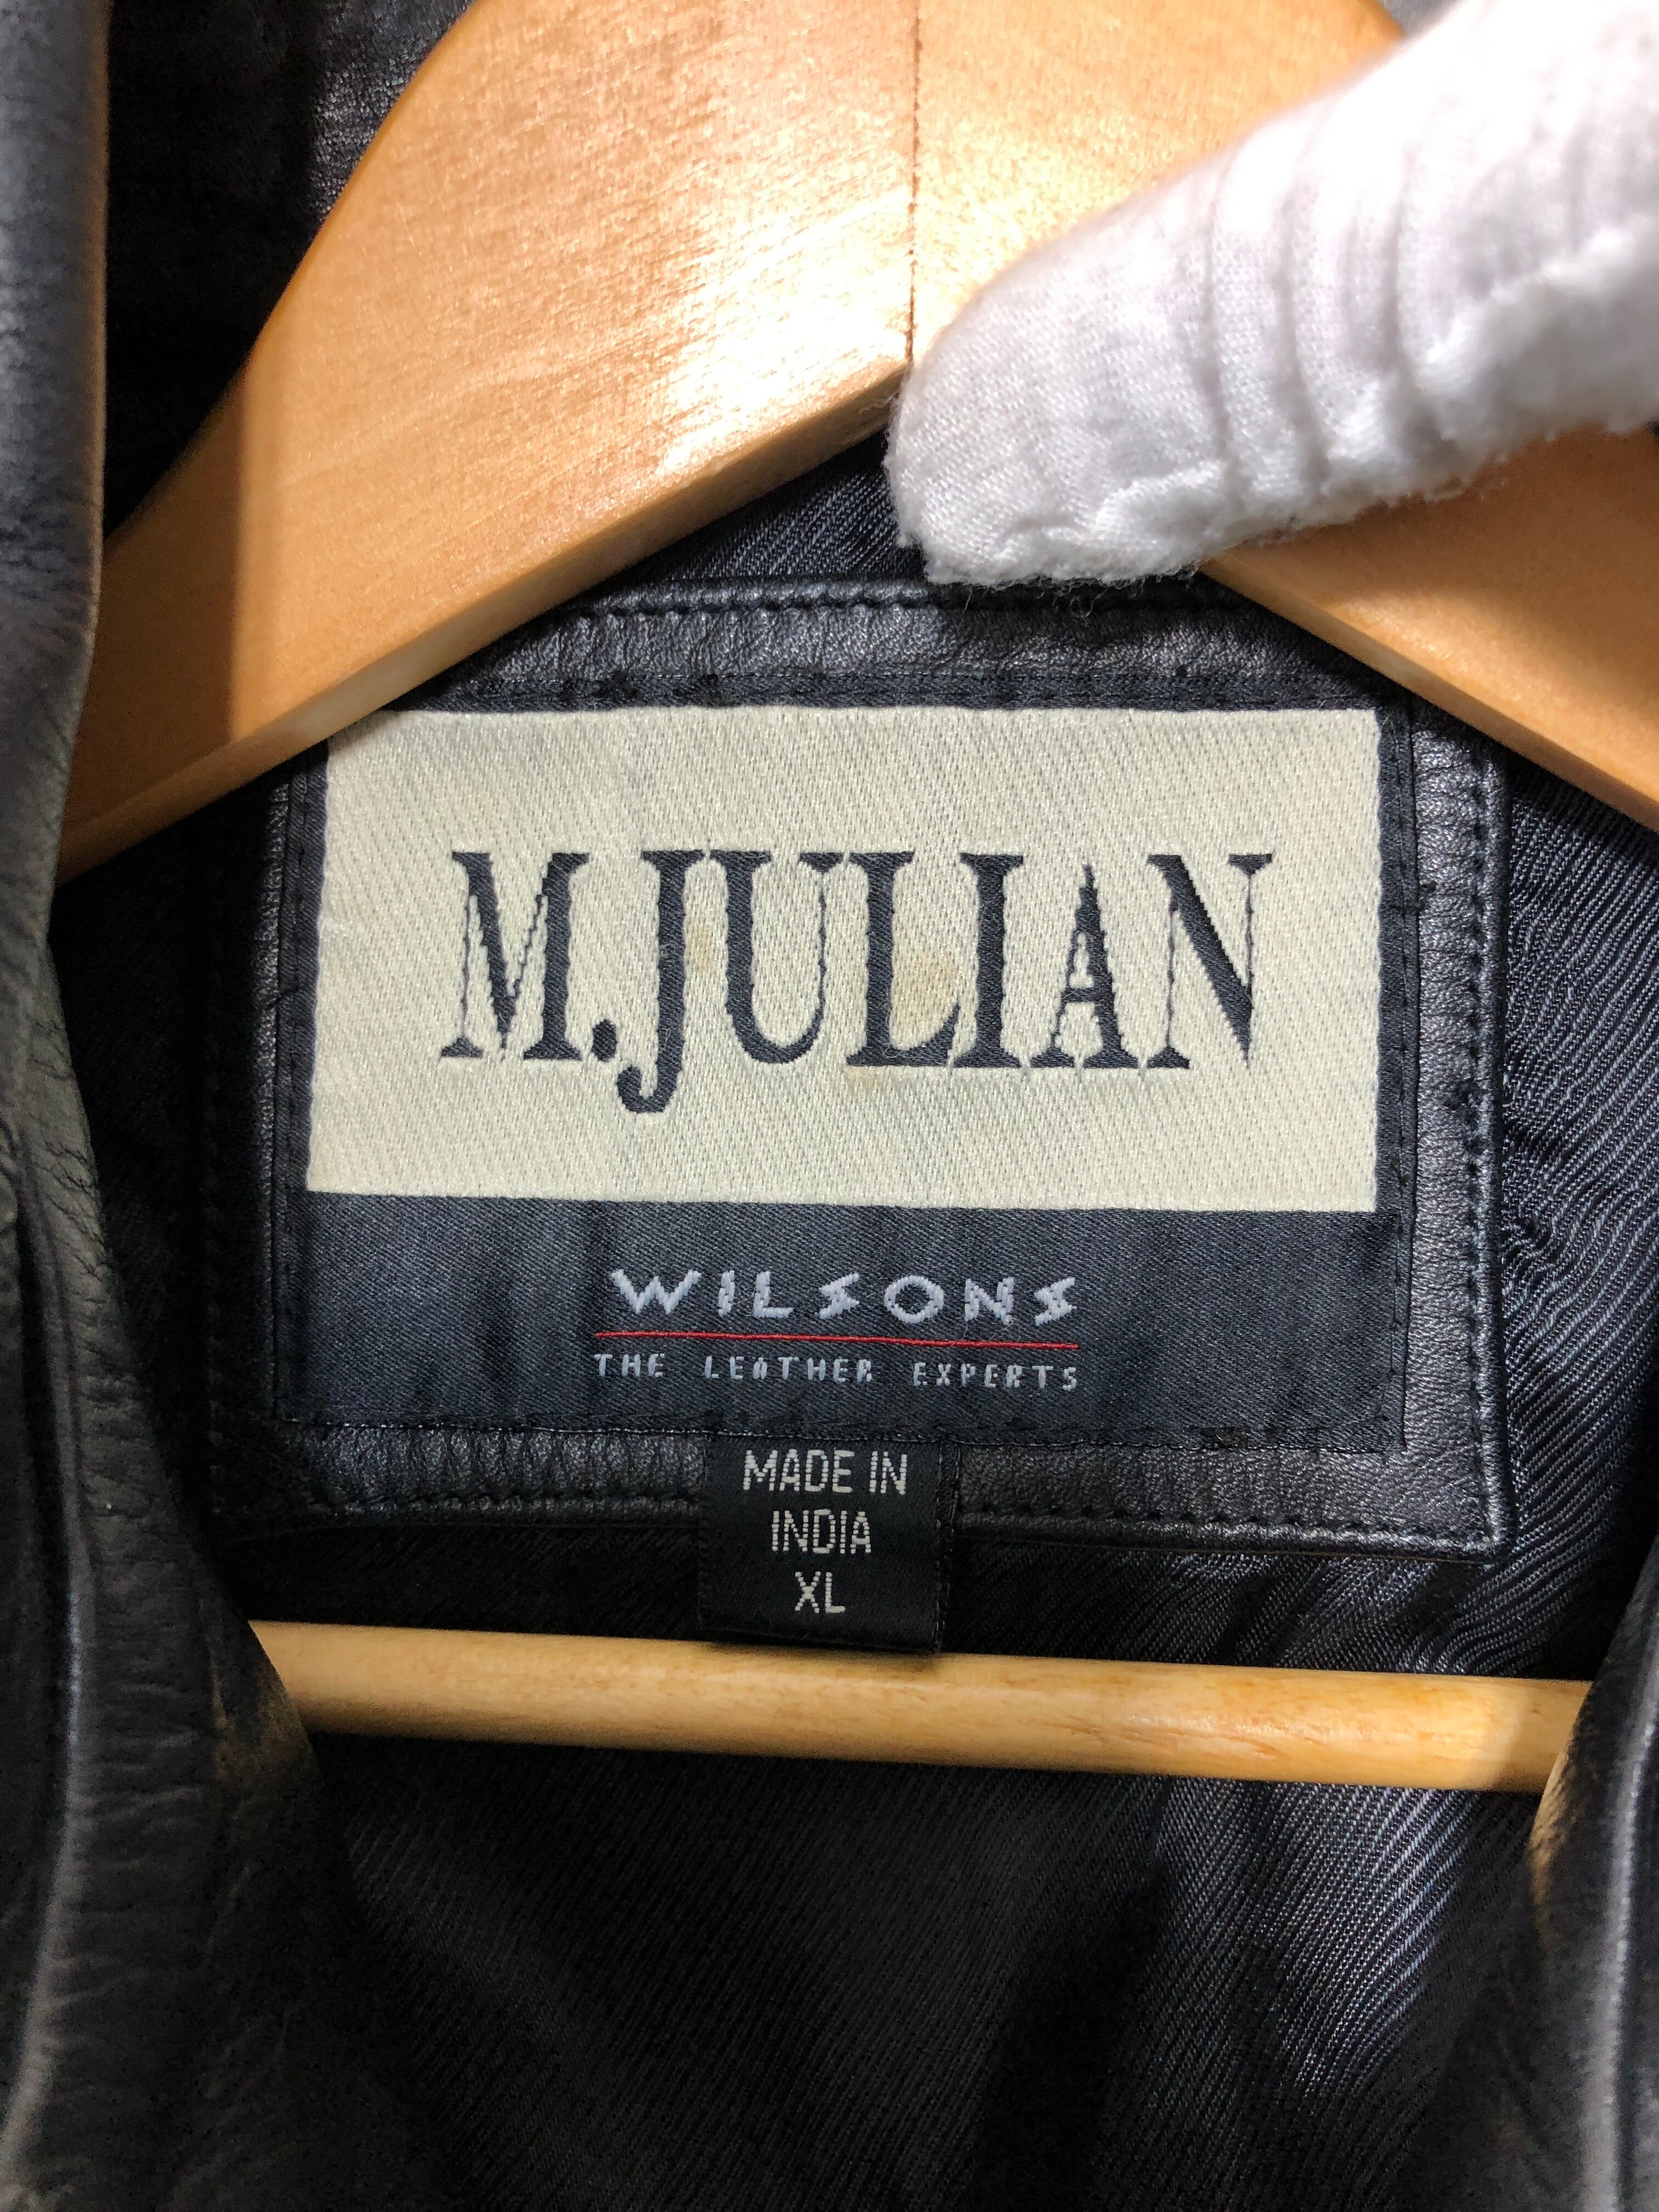 M.JULIAN
WILSONS
THE LEATHER EXPERTS
MADE IN
INDIA
XL